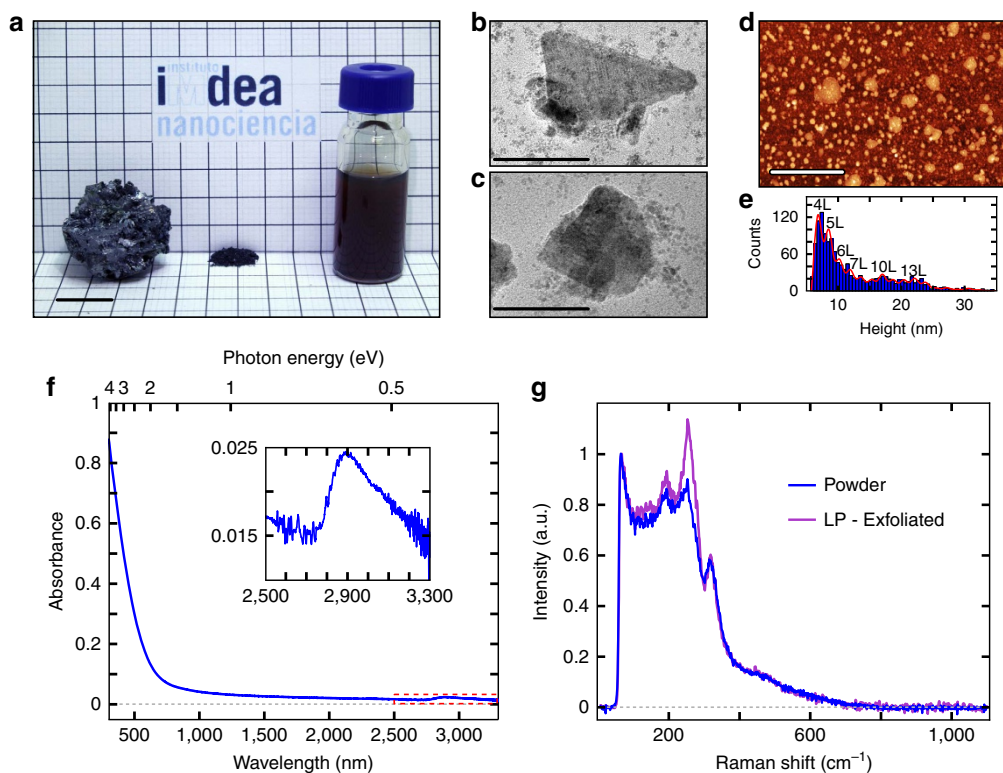 a
instituto
i dea
nanociencia
b
c
d
e
Counts
120
60
0
4L
5L
6L
7L
10L
13L
10
20
30
Height (nm)
f
Photon energy (eV)
4 3 2 1 0.5
Absorbance
1
0.8
0.6
0.4
0.2
0
500 1,000 1,500 2,000 2,500 3,000
Wavelength (nm)
0.025
0.015
2,500 2,900 3,300
g
Intensity (a.u.)
1
0.8
0.6
0.4
0.2
0
Powder
LP - Exfoliated
200 600 1,000
Raman shift (cm⁻¹)